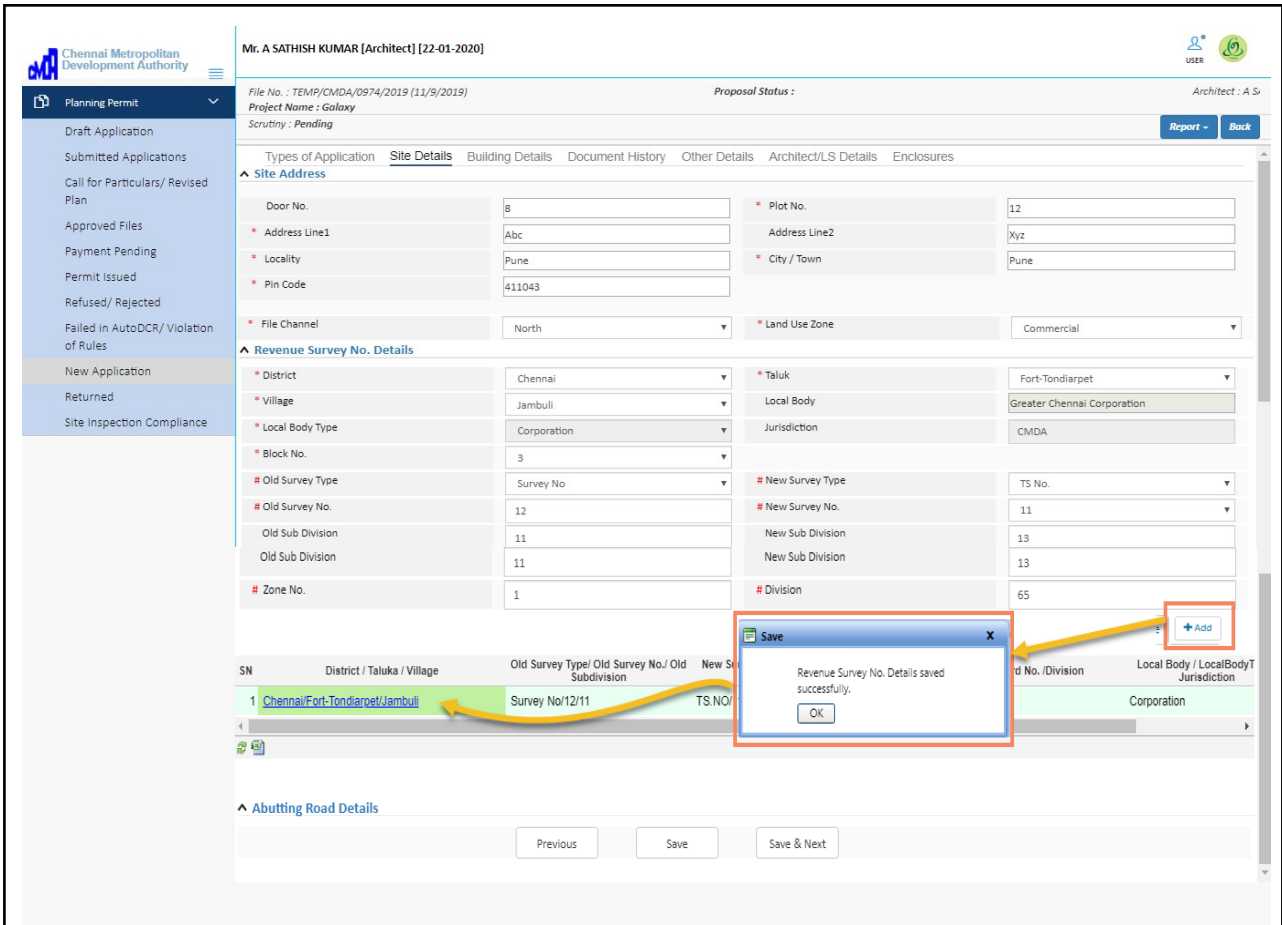 Chennai Metropolitan
Development Authority
CMDA
Mr. A SATHISH KUMAR [Architect] [22-01-2020]
USER
Planning Permit
Draft Application
Submitted Applications
Call for Particulars/ Revised
Plan
Approved Files
Payment Pending
Permit Issued
Refused/ Rejected
Failed in AutoDCR/ Violation
of Rules
New Application
Returned
Site Inspection Compliance
File No. : TEMP/CMDA/0974/2019 (11/9/2019) Proposal Status : Architect : A
Project Name : Galaxy
Scrutiny : Pending Report Back
Types of Application Site Details Building Details Document History Other Details Architect/LS Details Enclosures
Site Address
Door No. 8 * Plot No. 12
* Address Line1 Abc Address Line2 Xyz
* Locality Pune * City / Town Pune
* Pin Code 411043
* File Channel North * Land Use Zone Commercial
Revenue Survey No. Details
* District Chennai * Taluk Fort-Tondiarpet
* Village Jambuli Local Body Greater Chennai Corporation
* Local Body Type Corporation Jurisdiction CMDA
* Block No. 3
# Old Survey Type Survey No # New Survey Type TS No.
# Old Survey No. 12 # New Survey No. 11
Old Sub Division 11 New Sub Division 13
Old Sub Division 11 New Sub Division 13
# Zone No. 1 # Division 65
+ Add
Save X
Revenue Survey No. Details saved
successfully.
OK
SN District / Taluka / Village Old Survey Type/ Old Survey No./ Old New rd No. /Division Local Body / LocalBodyT
Subdivision Jurisdiction
1 Chennai/Fort-Tondiarpet/Jambuli Survey No/12/11 TS.NO/ Corporation
Abutting Road Details
Previous Save Save & Next